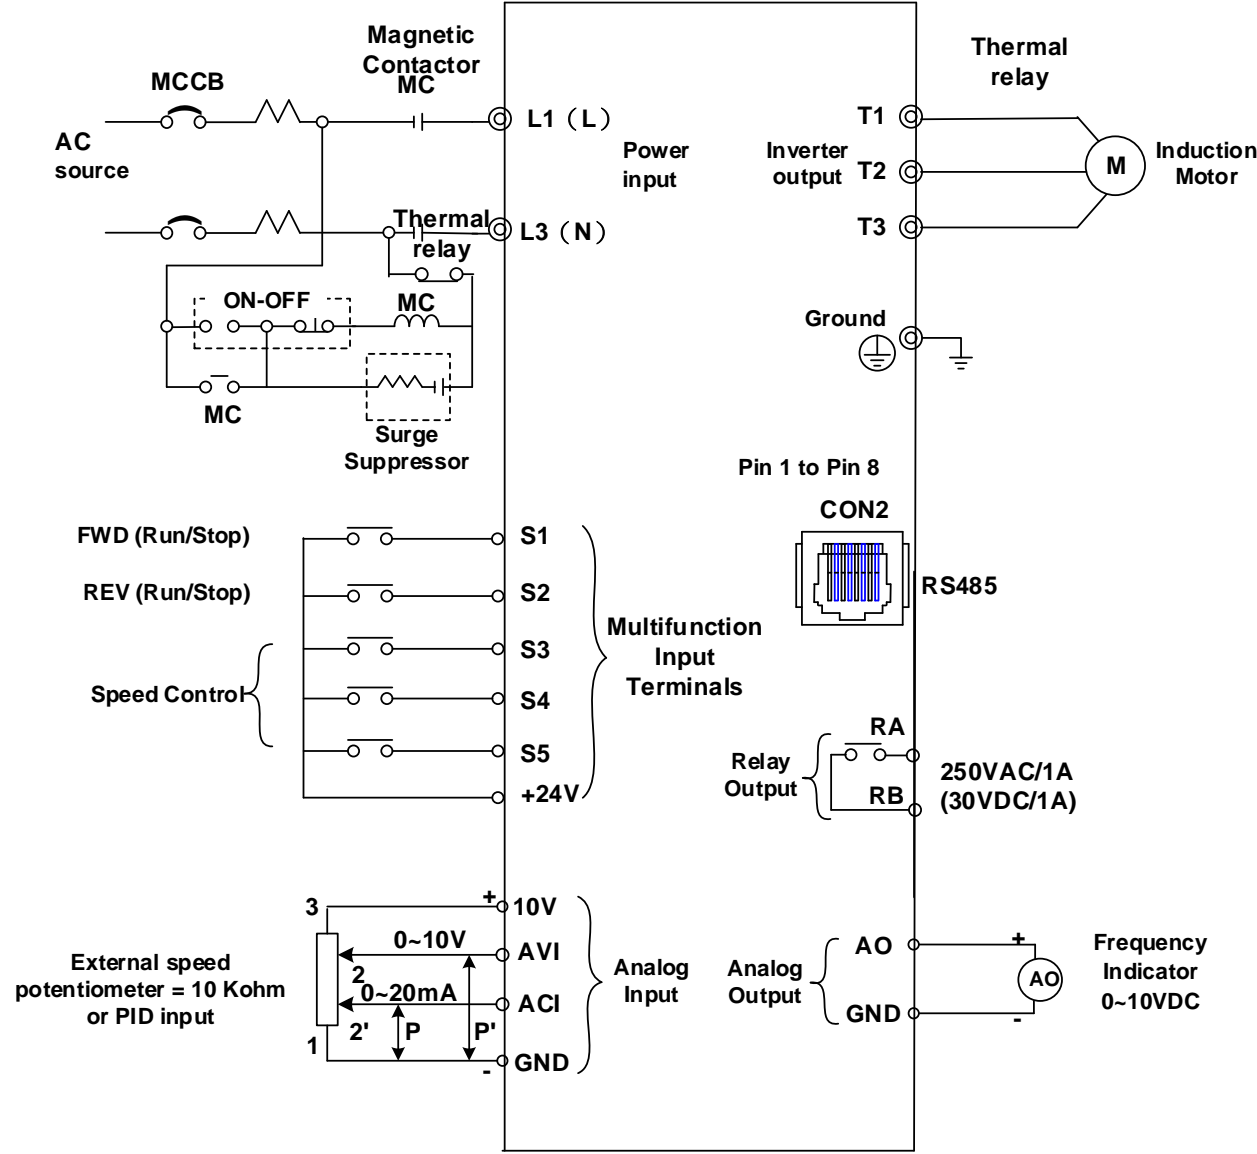 Magnetic
Contactor
MC
MCCB
AC
source
L1 (L)
Power
input
Thermal
relay
L3 (N)
ON-OFF
MC
MC
Surge
Suppressor
Thermal
relay
T1
Inverter
output
T2
T3
M
Induction
Motor
Ground
Pin 1 to Pin 8
CON2
RS485
FWD (Run/Stop)
S1
REV (Run/Stop)
S2
S3
Speed Control
S4
S5
+24V
Multifunction
Input
Terminals
Relay
Output
RA
RB
250VAC/1A
(30VDC/1A)
3
+
10V
0~10V
AVI
2
0~20mA
ACI
2'
P
P'
1
-
GND
External speed
potentiometer = 10 Kohm
or PID input
Analog
Input
Analog
Output
AO
GND
+
AO
-
Frequency
Indicator
0~10VDC